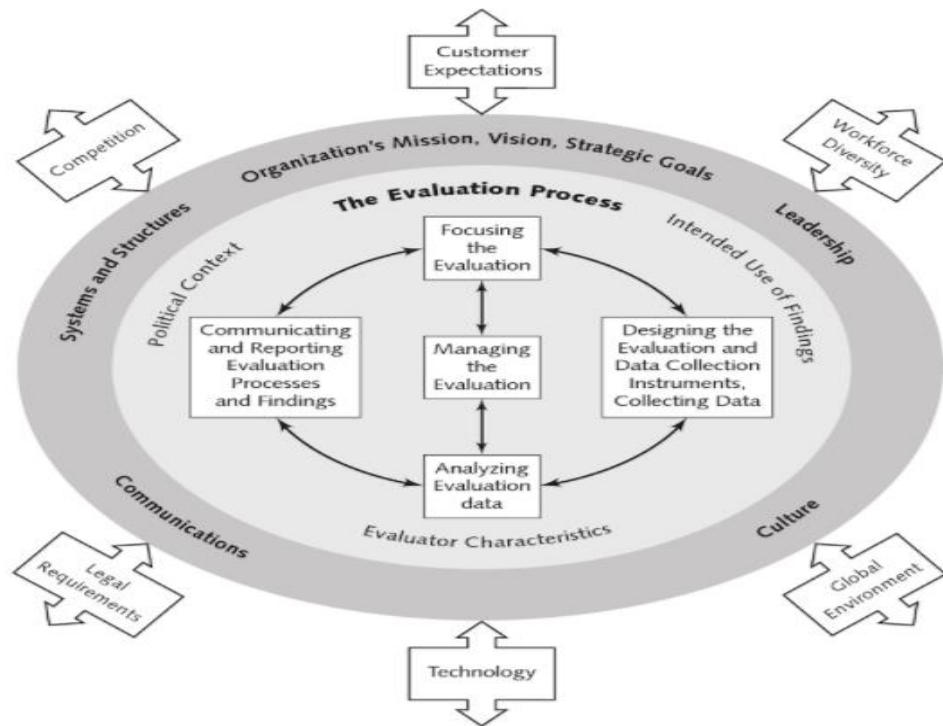 Customer
Expectations
Competition
Workforce
Diversity
Organization's Mission, Vision, Strategic Goals
The Evaluation Process
Systems and Structures
Leadership
Political Context
Intended Use of Findings
Focusing
the
Evaluation
Communicating
and Reporting
Evaluation
Processes
and Findings
Managing
the
Evaluation
Designing the
Evaluation and
Data Collection
Instruments,
Collecting Data
Analyzing
Evaluation
data
Evaluator Characteristics
Communications
Culture
Legal
Requirements
Global
Environment
Technology